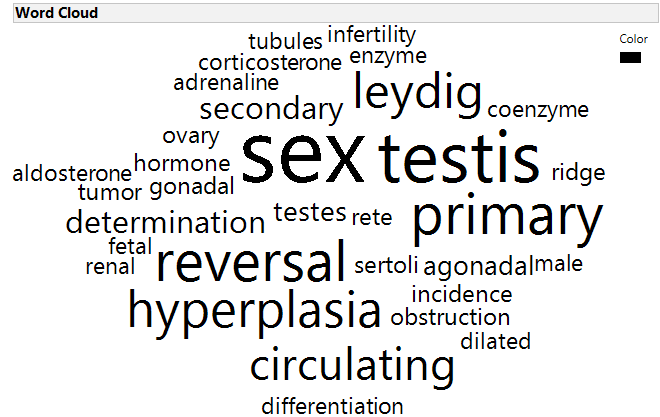 Word Cloud
Color
tubules infertility
corticosterone enzyme
adrenaline
secondary leydig coenzyme
ovary sex testis
aldosterone hormone ridge
tumor gonadal
determination testes rete primary
fetal
renal reversal sertoli agonadal male
hyperplasia incidence
obstruction
dilated
circulating
differentiation